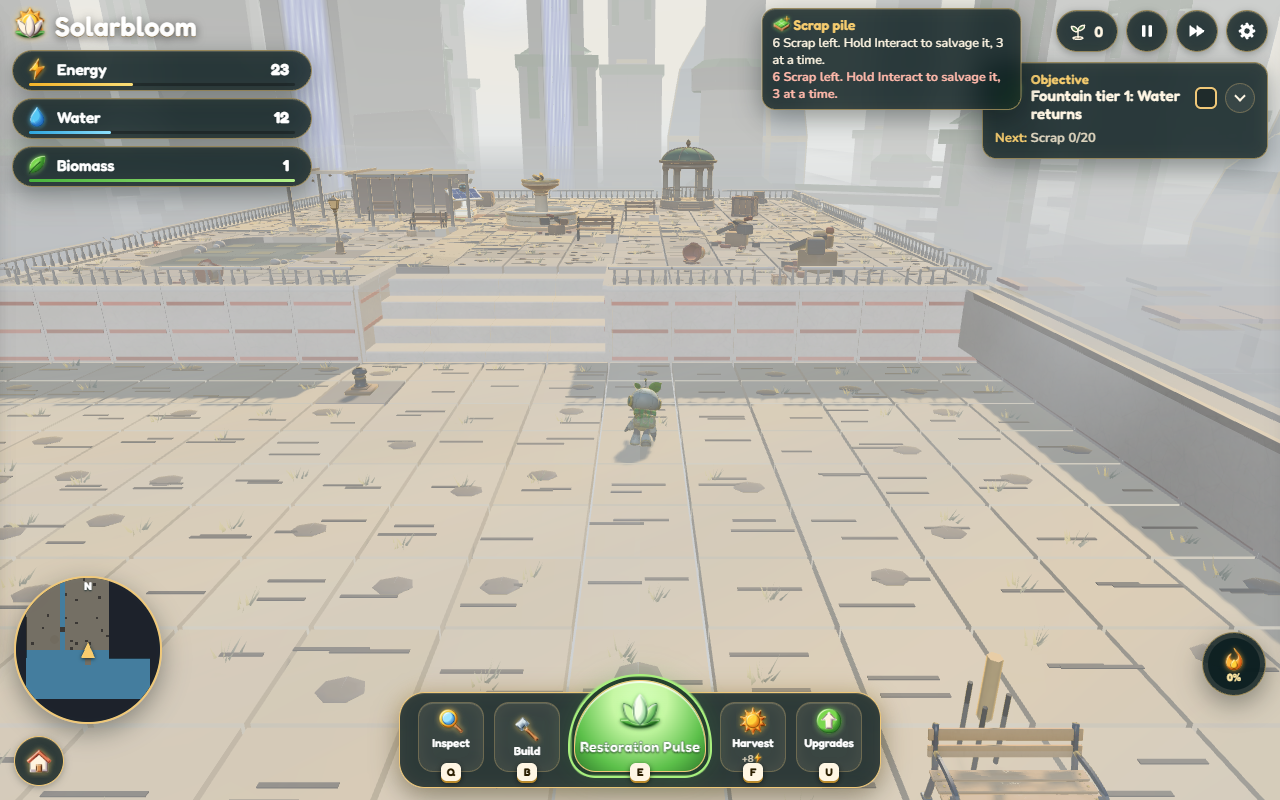 Solarbloom
Energy 23
Water 12
Biomass 1
Scrap pile
6 Scrap left. Hold Interact to salvage it, 3
at a time.
6 Scrap left. Hold Interact to salvage it,
3 at a time.
0
Objective
Fountain tier 1: Water
returns
Next: Scrap 0/20
N
0%
Inspect
Q
Build
B
Restoration Pulse
E
Harvest
+8
F
Upgrades
U